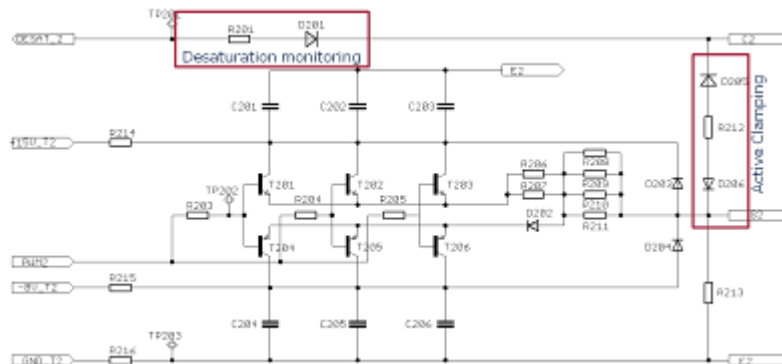 TP201
R201
D201
DESAT_2
C2
Desaturation monitoring
E2
D205
C201
C202
C203
R212
Active Clamping
+15V_T2
R214
R206
R208
T201
T202
T203
D203
D206
TP202
R207
R209
R203
R204
R205
D202
R210
G2
R211
T204
T205
T206
D204
PWM2
R215
-8V_T2
R213
C204
C205
C206
TP203
GND_T2
R216
E2